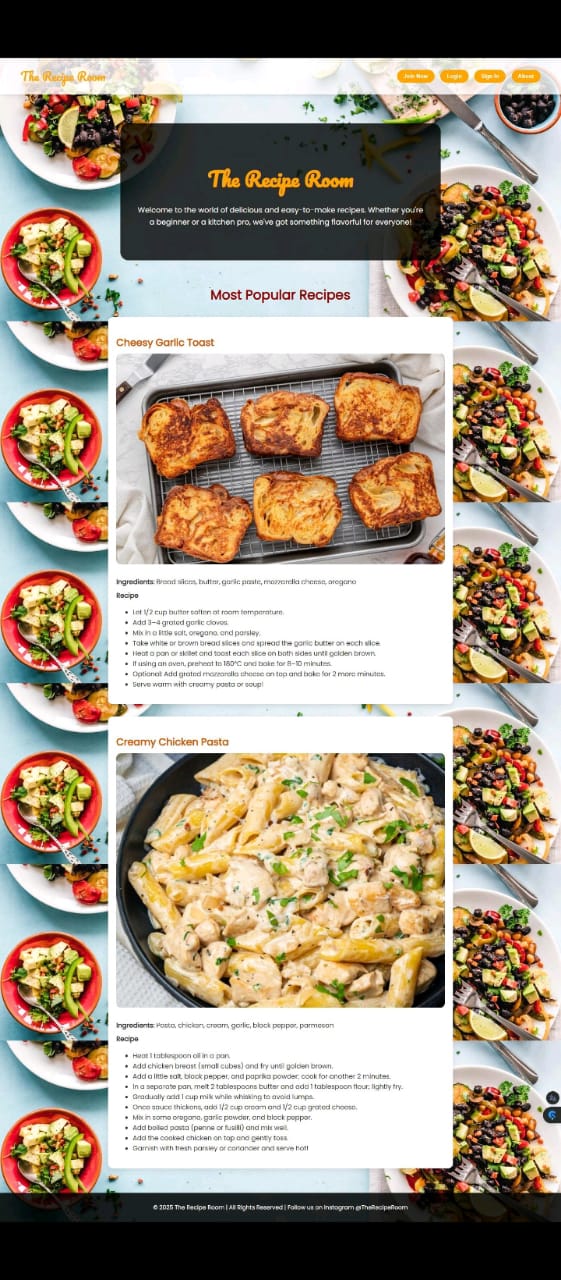 The Recipe Room
Join Now
Login
Sign In
About
The Recipe Room
Welcome to the world of delicious and easy-to-make recipes. Whether you're
a beginner or a kitchen pro, we've got something flavorful for everyone!
Most Popular Recipes
Cheesy Garlic Toast
Ingredients: Bread slices, butter, garlic paste, mozzarella cheese, oregano
Recipe
• Let 1/2 cup butter soften at room temperature.
• Add 3–4 grated garlic cloves.
• Mix in a little salt, oregano, and parsley.
• Take white or brown bread slices and spread the garlic butter on each slice.
• Heat a pan or skillet and toast each slice on both sides until golden brown.
• If using an oven, preheat to 180°C and bake for 8–10 minutes.
• Optional: Add grated mozzarella cheese on top and bake for 2 more minutes.
• Serve warm with creamy pasta or soup!
Creamy Chicken Pasta
Ingredients: Pasta, chicken, cream, garlic, black pepper, parmesan
Recipe
• Heat 1 tablespoon oil in a pan.
• Add chicken breast (small cubes) and fry until golden brown.
• Add a little salt, black pepper, and paprika powder; cook for another 2 minutes.
• In a separate pan, melt 2 tablespoons butter and add 1 tablespoon flour; lightly fry.
• Gradually add 1 cup milk while whisking to avoid lumps.
• Once sauce thickens, add 1/2 cup cream and 1/2 cup grated cheese.
• Mix in some oregano, garlic powder, and black pepper.
• Add boiled pasta (penne or fusilli) and mix well.
• Add the cooked chicken on top and gently toss.
• Garnish with fresh parsley or coriander and serve hot!
© 2025 The Recipe Room | All Rights Reserved | Follow us on Instagram @TheRecipeRoom